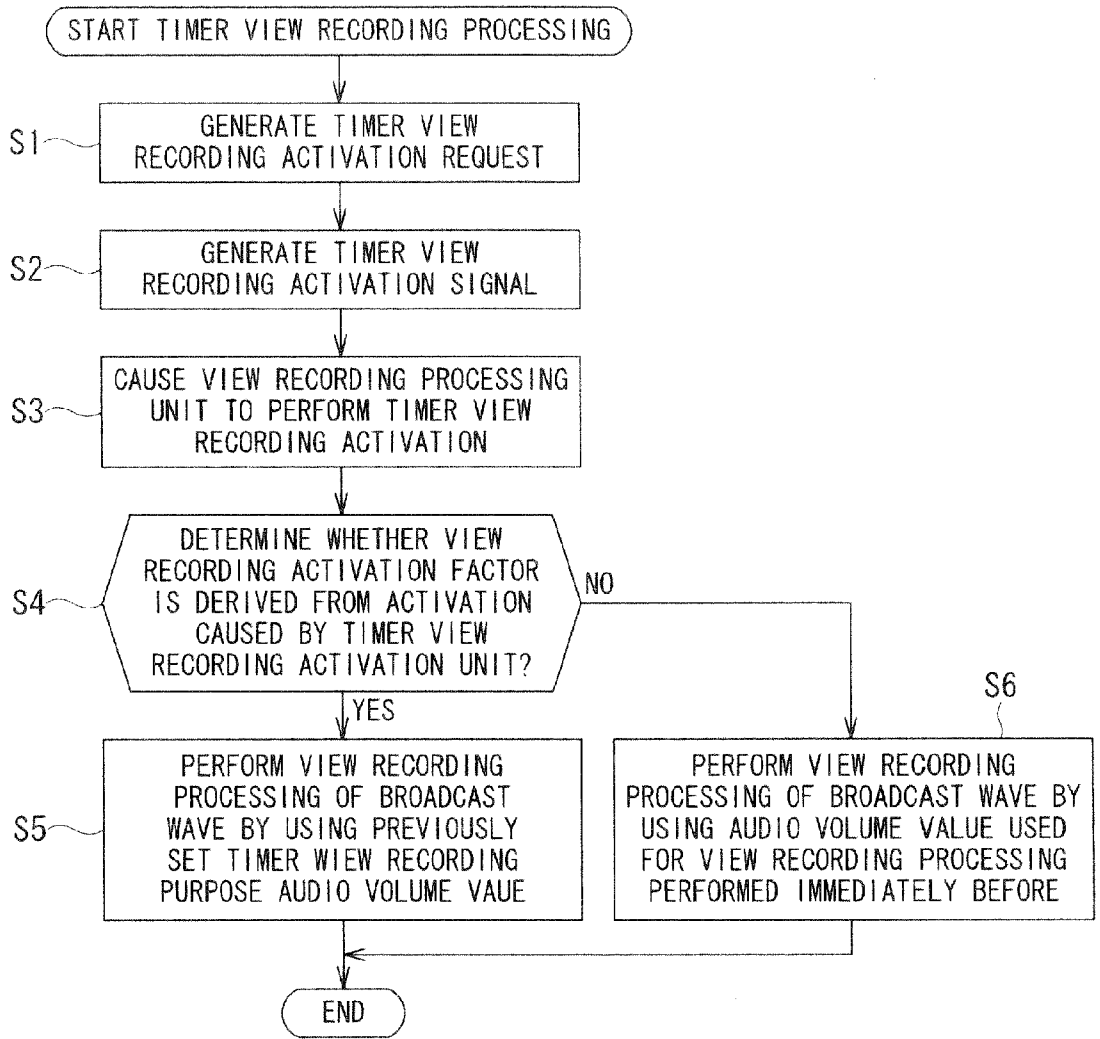 START TIMER VIEW RECORDING PROCESSING
S1
GENERATE TIMER VIEW
RECORDING ACTIVATION REQUEST
S2
GENERATE TIMER VIEW
RECORDING ACTIVATION SIGNAL
S3
CAUSE VIEW RECORDING PROCESSING
UNIT TO PERFORM TIMER VIEW
RECORDING ACTIVATION
S4
DETERMINE WHETHER VIEW
RECORDING ACTIVATION FACTOR
IS DERIVED FROM ACTIVATION
CAUSED BY TIMER VIEW
RECORDING ACTIVATION UNIT?
NO
YES
S5
PERFORM VIEW RECORDING
PROCESSING OF BROADCAST
WAVE BY USING PREVIOUSLY
SET TIMER WIEW RECORDING
PURPOSE AUDIO VOLUME VAUE
S6
PERFORM VIEW RECORDING
PROCESSING OF BROADCAST WAVE BY
USING AUDIO VOLUME VALUE USED
FOR VIEW RECORDING PROCESSING
PERFORMED IMMEDIATELY BEFORE
END